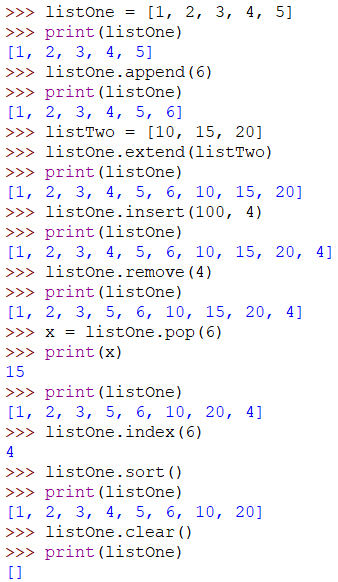 >>> listOne = [1, 2, 3, 4, 5]
>>> print(listOne)
[1, 2, 3, 4, 5]
>>> listOne.append(6)
>>> print(listOne)
[1, 2, 3, 4, 5, 6]
>>> listTwo = [10, 15, 20]
>>> listOne.extend(listTwo)
>>> print(listOne)
[1, 2, 3, 4, 5, 6, 10, 15, 20]
>>> listOne.insert(100, 4)
>>> print(listOne)
[1, 2, 3, 4, 5, 6, 10, 15, 20, 4]
>>> listOne.remove(4)
>>> print(listOne)
[1, 2, 3, 5, 6, 10, 15, 20, 4]
>>> x = listOne.pop(6)
>>> print(x)
15
>>> print(listOne)
[1, 2, 3, 5, 6, 10, 20, 4]
>>> listOne.index(6)
4
>>> listOne.sort()
>>> print(listOne)
[1, 2, 3, 4, 5, 6, 10, 20]
>>> listOne.clear()
>>> print(listOne)
[]